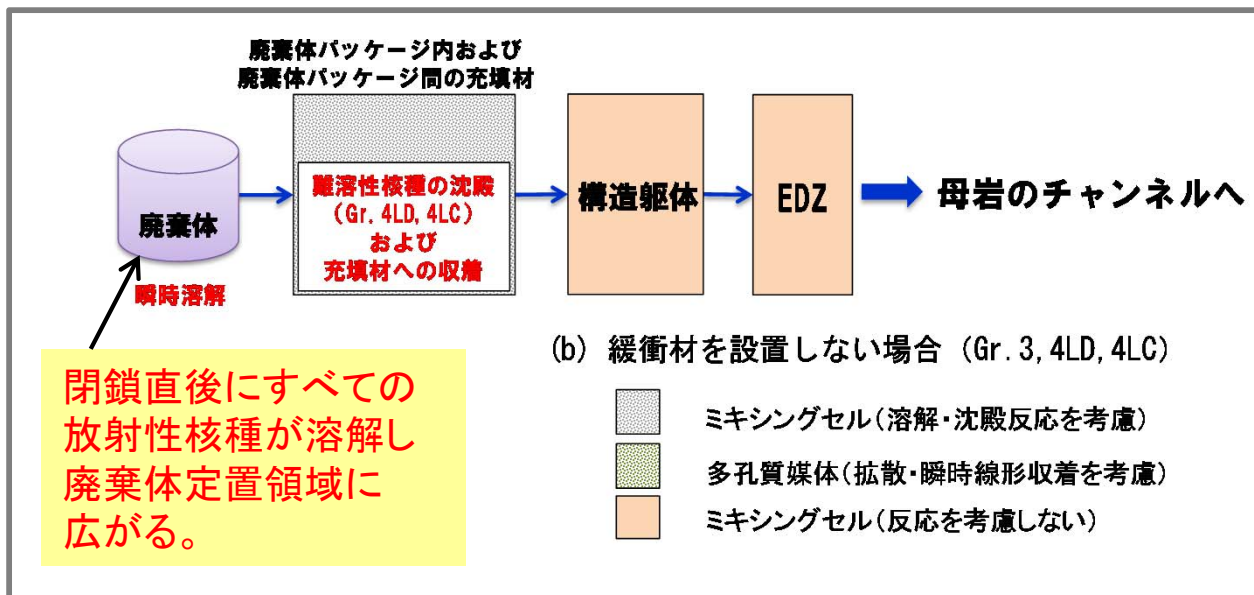 廃棄体パッケージ内および
廃棄体パッケージ間の充填材
廃棄体
瞬時溶解
難溶性核種の沈殿
(Gr.4LD,4LC)
および
充填材への収着
構造躯体
EDZ
母岩のチャンネルへ
閉鎖直後にすべての
放射性核種が溶解し
廃棄体定置領域に
広がる。
(b) 緩衝材を設置しない場合 (Gr.3,4LD,4LC)
ミキシングセル(溶解・沈殿反応を考慮)
多孔質媒体(拡散・瞬時線形収着を考慮)
ミキシングセル(反応を考慮しない)